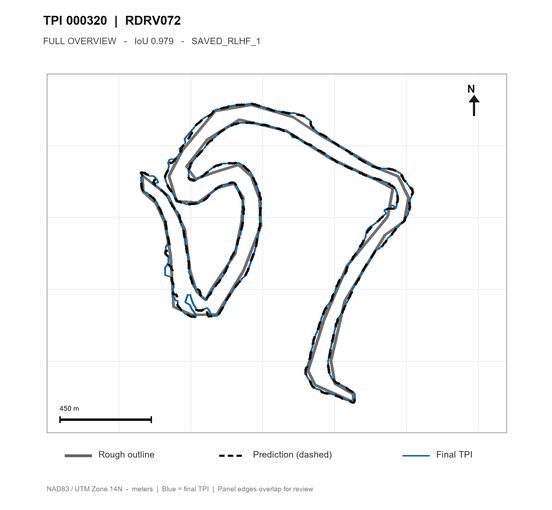 TPI 000320 | RDRV072
FULL OVERVIEW - IoU 0.979 - SAVED_RLHF_1
N
450 m
Rough outline
Prediction (dashed)
Final TPI
NAD83 / UTM Zone 14N - meters | Blue = final TPI | Panel edges overlap for review